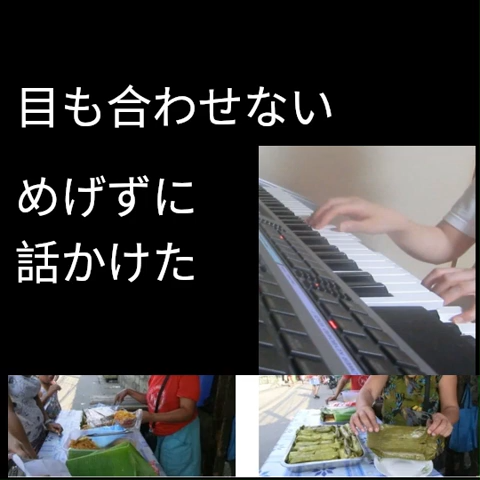 目も合わせない
めげずに
話かけた